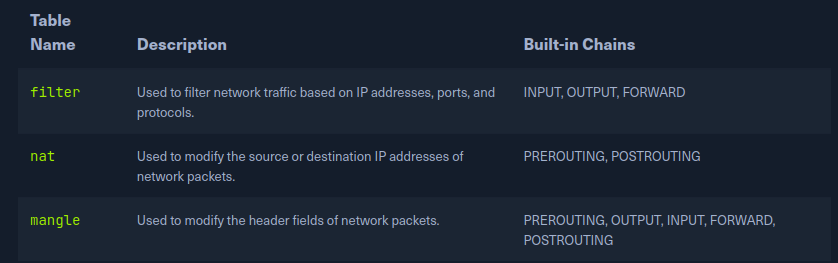 Table
Name Description Built-in Chains
filter Used to filter network traffic based on IP addresses, ports, and INPUT, OUTPUT, FORWARD
protocols.
nat Used to modify the source or destination IP addresses of PREROUTING, POSTROUTING
network packets.
mangle Used to modify the header fields of network packets. PREROUTING, OUTPUT, INPUT, FORWARD,
POSTROUTING